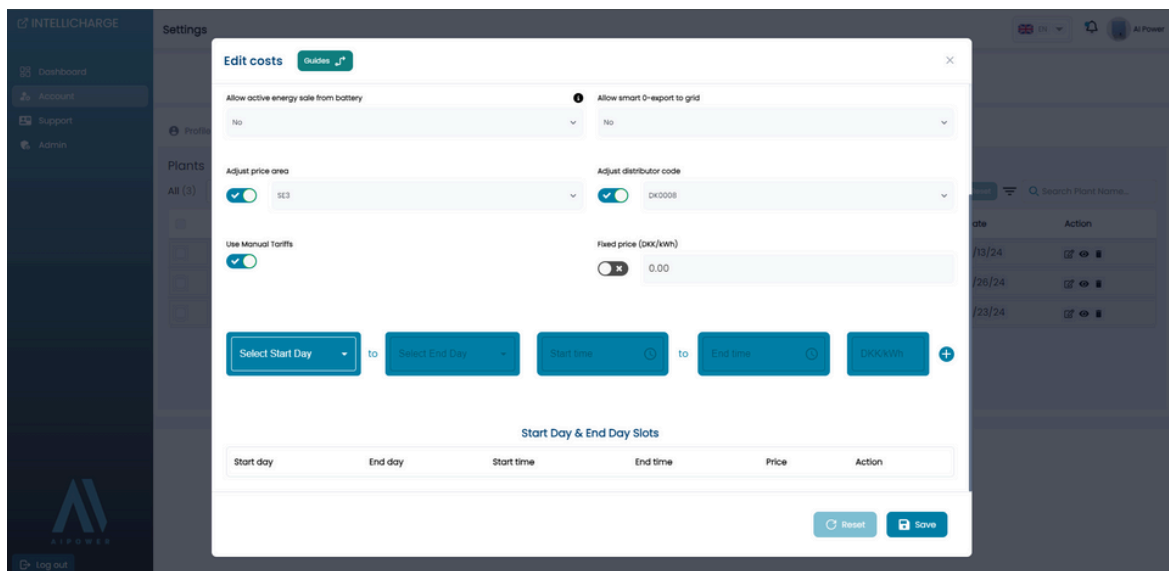 INTELLICHARGE
Settings
EN
AI Power
Dashboard
Account
Support
Admin
Profile
Plants
All (3)
Search Plant Name...
Action
/13/24
/26/24
/23/24
Edit costs
Guides
Allow active energy sale from battery
Allow smart 0-export to grid
No
No
Adjust price area
Adjust distributor code
SE3
DK0008
Use Manual Tariffs
Fixed price (DKK/kWh)
0.00
Select Start Day to Select End Day Start time to End time DKK/kWh
Start Day & End Day Slots
Start day End day Start time End time Price Action
Reset
Save
AIPOWER
Log out